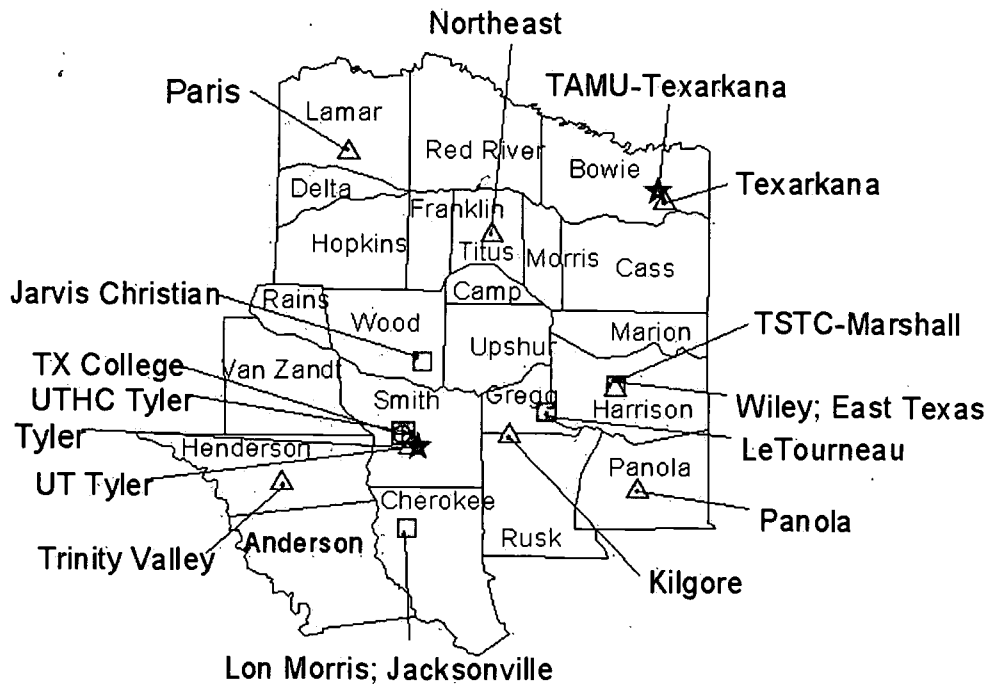 Northeast
TAMU-Texarkana
Paris
Lamar
Red River
Bowie
Delta
Texarkana
Franklin
Hopkins
Titus
Morris
Cass
Camp
Jarvis Christian
Rains
Wood
Marion
TSTC-Marshall
Upshur
TX College
Van Zandt
UTHC Tyler
Smith
Gregg
Harrison
Wiley; East Texas
Tyler
Henderson
LeTourneau
UT Tyler
Panola
Cherokee
Panola
Trinity Valley
Anderson
Rusk
Kilgore
Lon Morris; Jacksonville